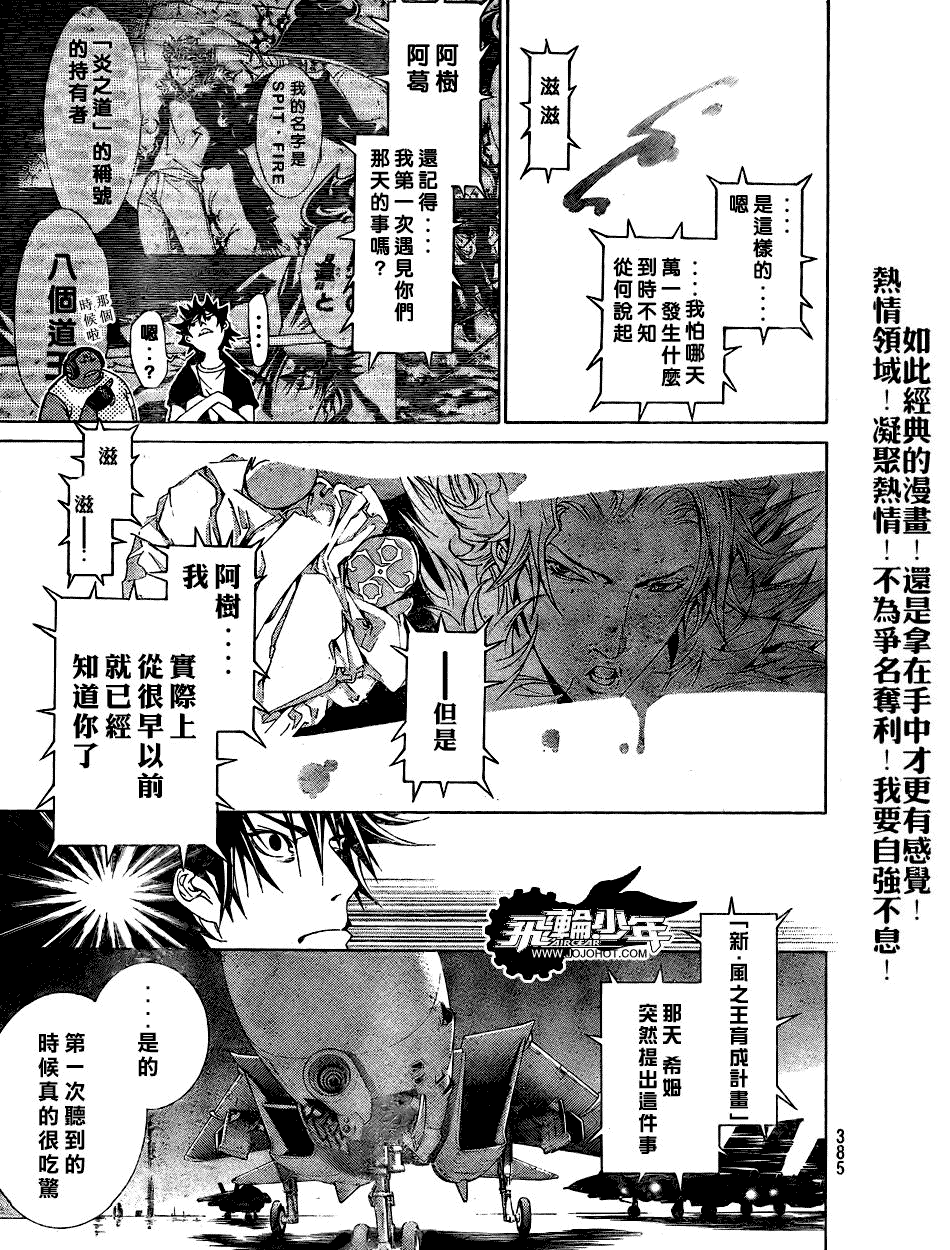 滋滋
....
是這樣的....
嗯
...我怕哪天
萬一發生什麼
到時不知
從何說起
阿樹
阿葛
還記得....
我第一次遇見你們
那天的事嗎?
我的名字是
SPIT・FIRE
「炎之道」的稱號
的持有者
八個道王
道と
那個
時候啦
....
嗯..?
滋
滋——!
——但是
阿樹....
我
實際上
從很早以前
就已經
知道你了
飛輪少年
AIRGEAR
WWW.JOJOHOT.COM
「新・風之王育成計畫」
那天 希姆
突然提出這件事
....是的
第一次聽到的
時候真的很吃驚
385
如此經典的漫畫!還是拿在手中才更有感覺!
熱情領域!凝聚熱情!不為爭名奪利!我要自強不息!